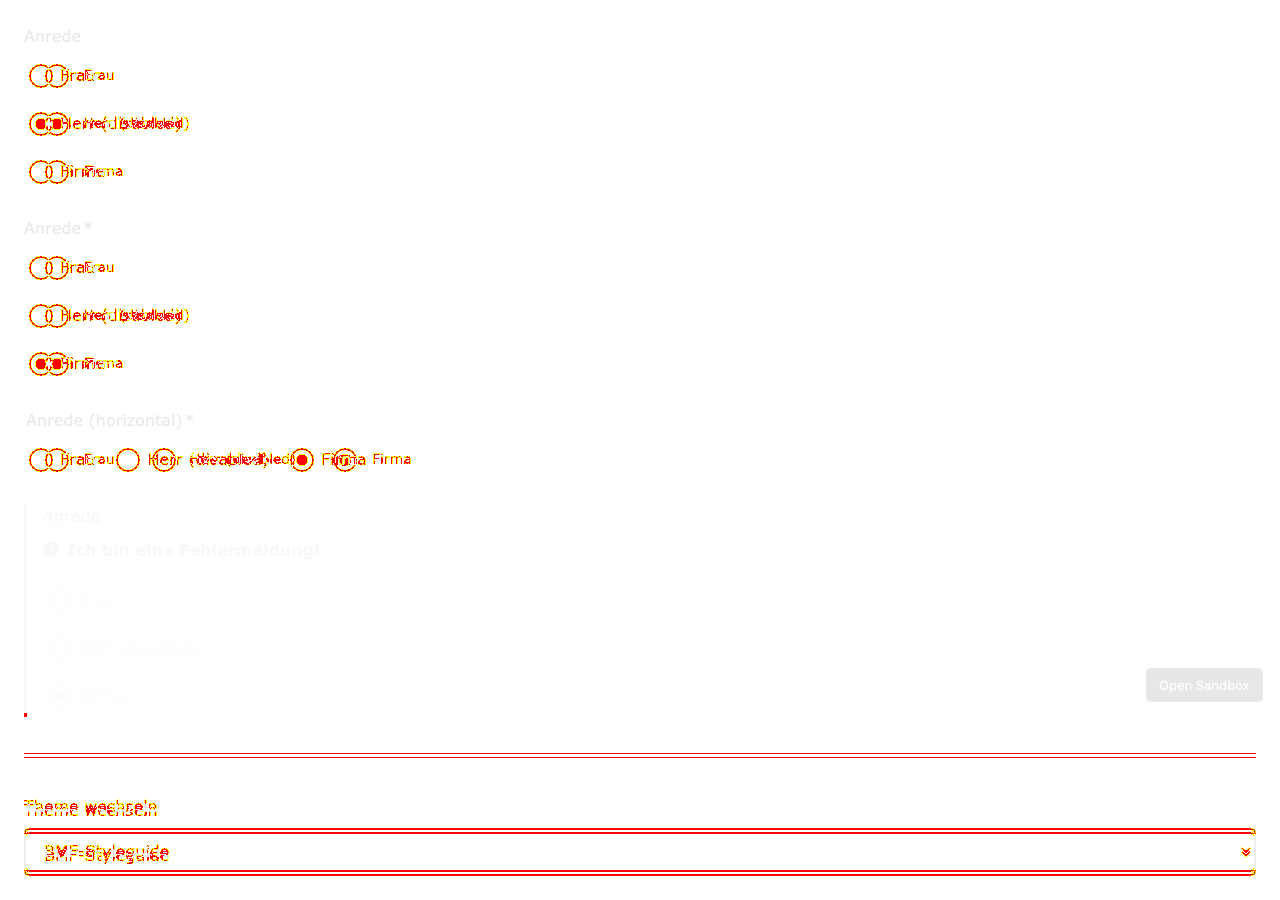 Anrede
Frau
Herr (disabled)
Firma
Anrede *
Frau
Herr (disabled)
Firma
Anrede (horizontal) *
Frau Herr (disabled) Firma Firma
Anrede
Ich bin eine Fehlermeldung!
Frau
Herr (disabled)
Firma
Open Sandbox
Theme wechseln
BMF-Styleguide